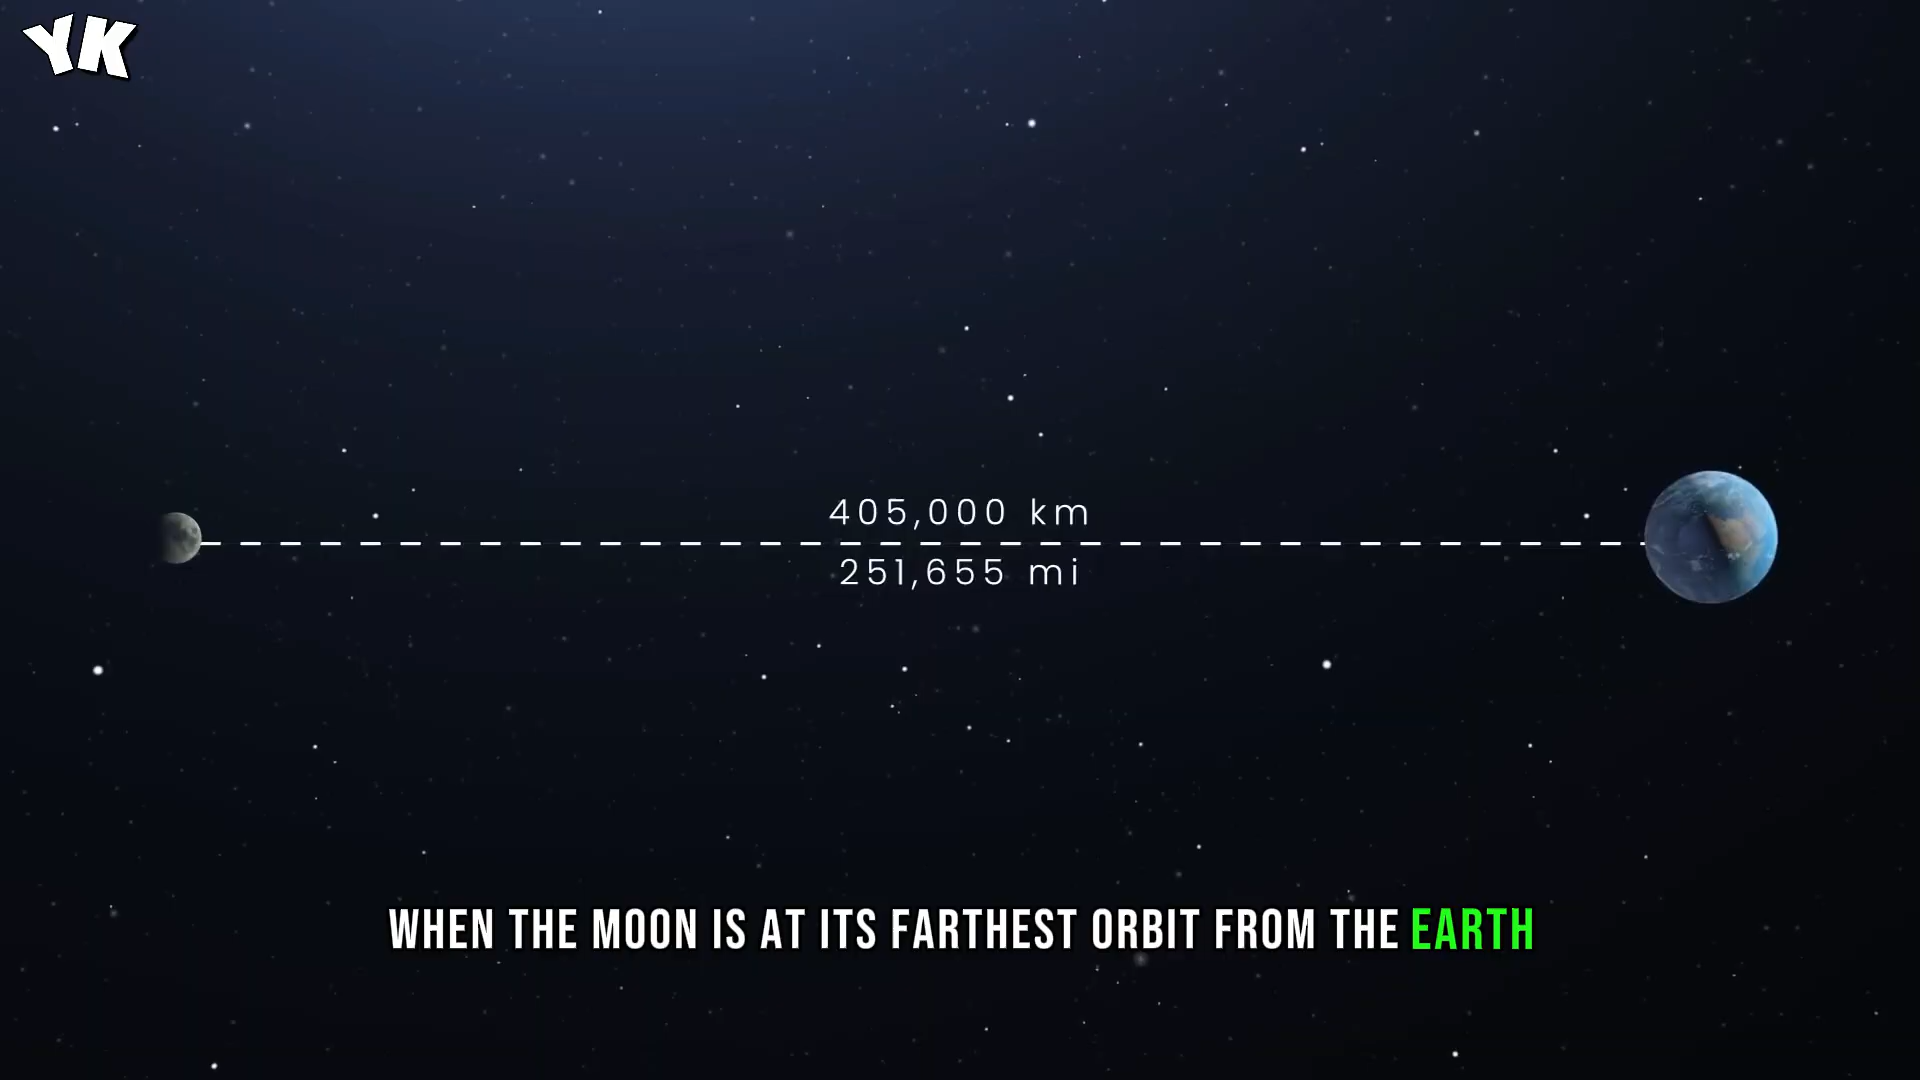 YK
405,000 km
251,655 mi
WHEN THE MOON IS AT ITS FARTHEST ORBIT FROM THE EARTH